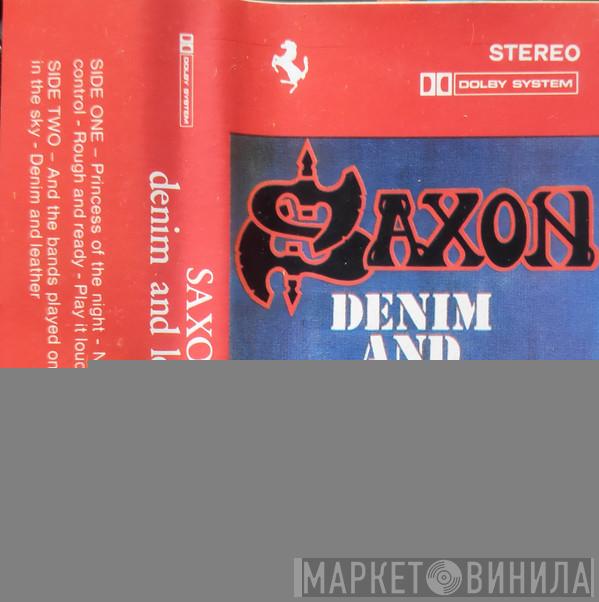 STEREO
DOLBY SYSTEM
SAXON
DENIM
AND
DOLBY SYSTEM
SIDE ONE – Princess of the night -
control - Rough and ready - Play it loud
SIDE TWO – And the bands played on
in the sky - Denim and leather
denim and
МАРКЕТ ВИНИЛА